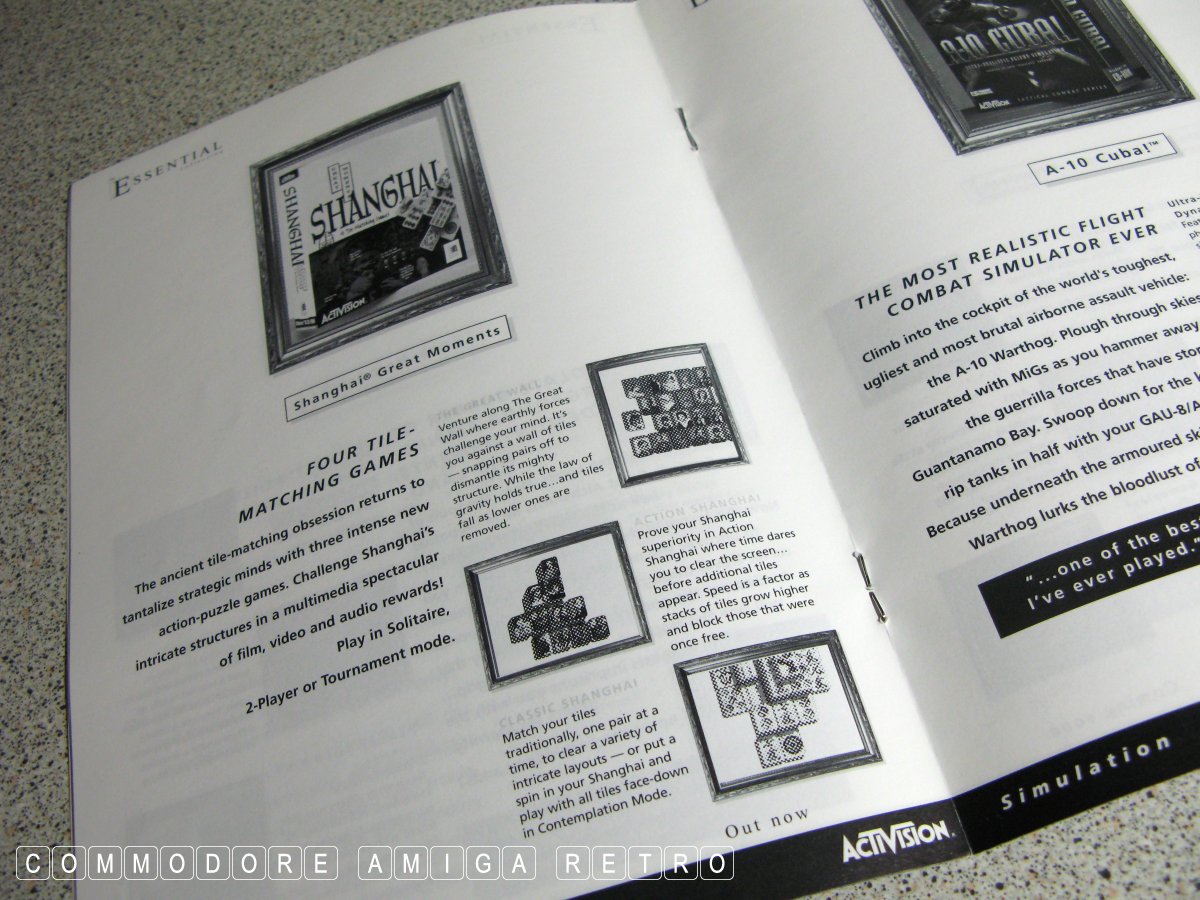 ESSENTIAL
SHANGHAI
SHANGHAI
ACTIVISION
Shanghai® Great Moments
FOUR TILE-
MATCHING GAMES
The ancient tile-matching obsession returns to
tantalize strategic minds with three intense new
action-puzzle games. Challenge Shanghai's
intricate structures in a multimedia spectacular
of film, video and audio rewards!
Play in Solitaire,
2-Player or Tournament mode.
THE GREAT WALL
Venture along The Great
Wall where earthly forces
challenge your mind. It's
you against a wall of tiles
— snapping pairs off to
dismantle its mighty
structure. While the law of
gravity holds true...and tiles
fall as lower ones are
removed.
ACTION SHANGHAI
Prove your Shanghai
superiority in Action
Shanghai where time dares
you to clear the screen...
before additional tiles
appear. Speed is a factor as
stacks of tiles grow higher
and block those that were
once free.
CLASSIC SHANGHAI
Match your tiles
traditionally, one pair at a
time, to clear a variety of
intricate layouts — or put a
spin in your Shanghai and
play with all tiles face-down
in Contemplation Mode.
Out now
ACTIVISION
CUBA!
ACTIVISION
TACTICAL COMBAT SERIES
A-10 Cuba!™
THE MOST REALISTIC FLIGHT
COMBAT SIMULATOR EVER
Climb into the cockpit of the world's toughest,
ugliest and most brutal airborne assault vehicle:
the A-10 Warthog. Plough through skies
saturated with MiGs as you hammer away
the guerrilla forces that have
Guantanamo Bay. Swoop down for the
rip tanks in half with your GAU-8/A
Because underneath the armoured
Warthog lurks the bloodlust of
"...one of the
I've ever played."
Ultra-
Simulation
COMMODORE AMIGA RETRO